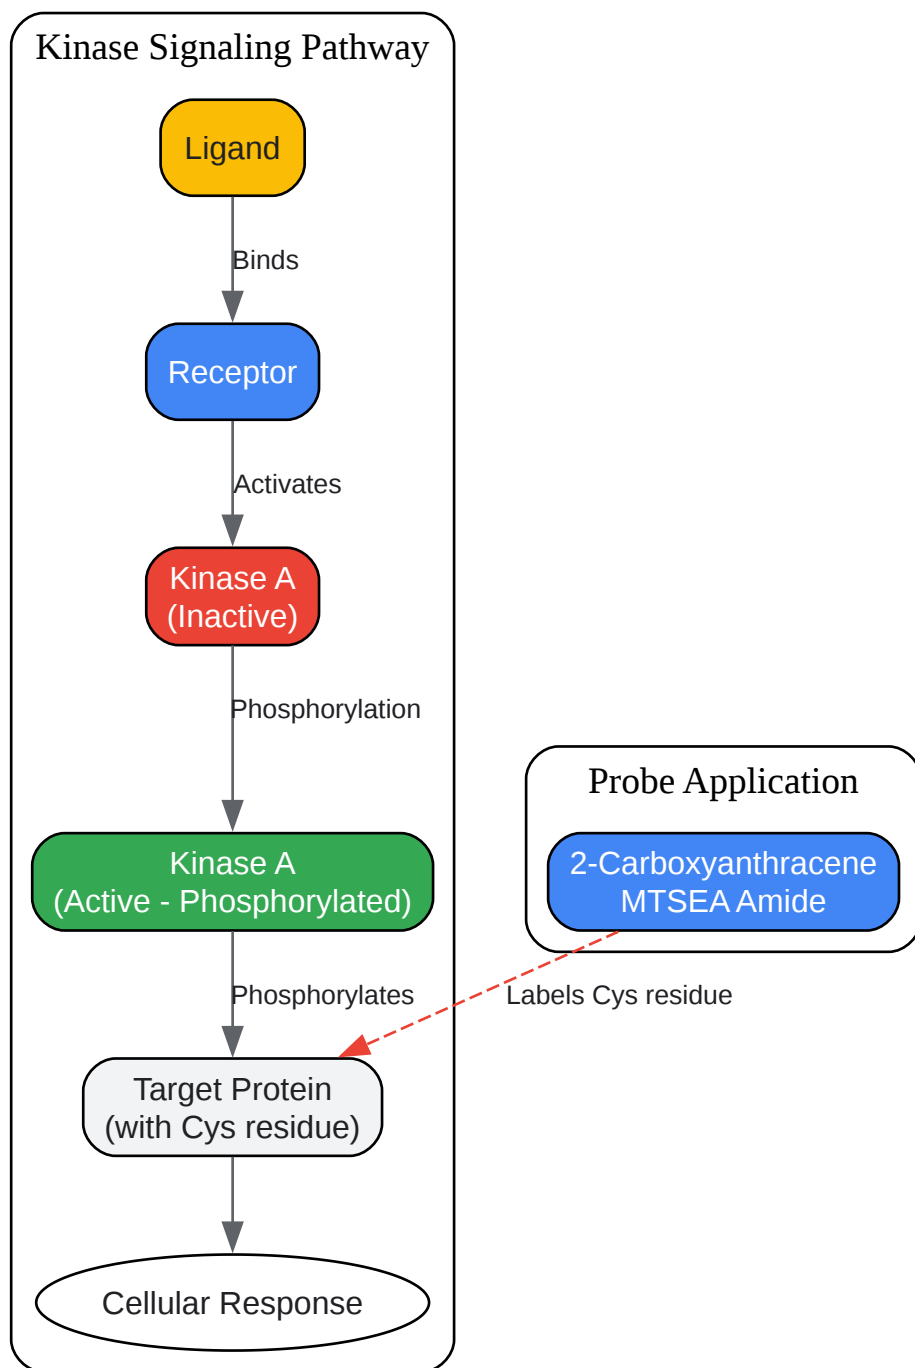 Kinase Signaling Pathway
Ligand
Binds
Receptor
Activates
Kinase A
(Inactive)
Phosphorylation
Probe Application
Kinase A
(Active - Phosphorylated)
2-Carboxyanthracene
MTSEA Amide
Phosphorylates
Labels Cys residue
Target Protein
(with Cys residue)
Cellular Response